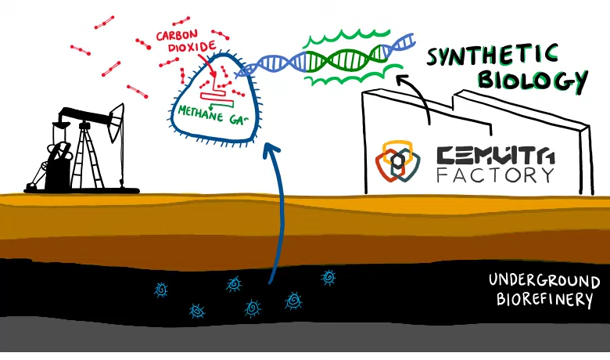 CARBON
DIOXIDE
METHANE GA
SYNTHETIC
BIOLOGY
CEMVITA
FACTORY
UNDERGROUND
BIOREFINERY